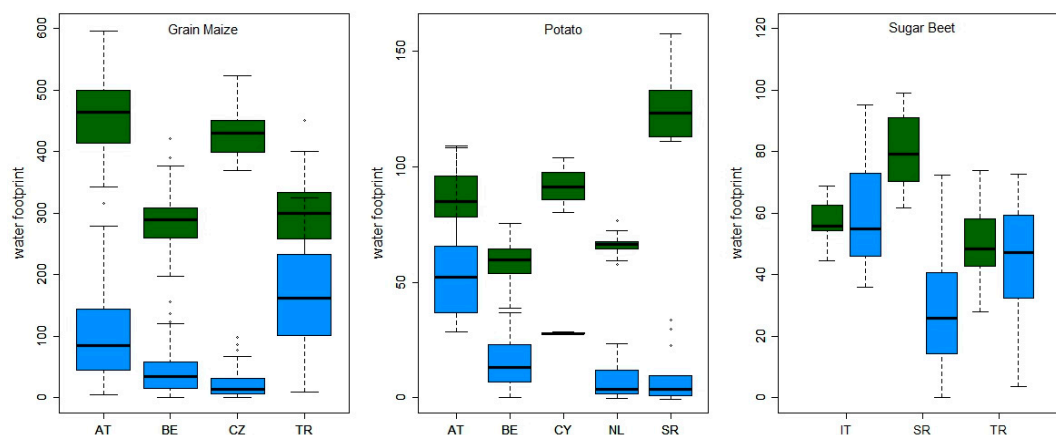 Grain Maize
water footprint
600
500
400
300
200
100
0
AT BE CZ TR
Potato
water footprint
150
100
50
0
AT BE CY NL SR
Sugar Beet
water footprint
120
100
80
60
40
20
0
IT SR TR